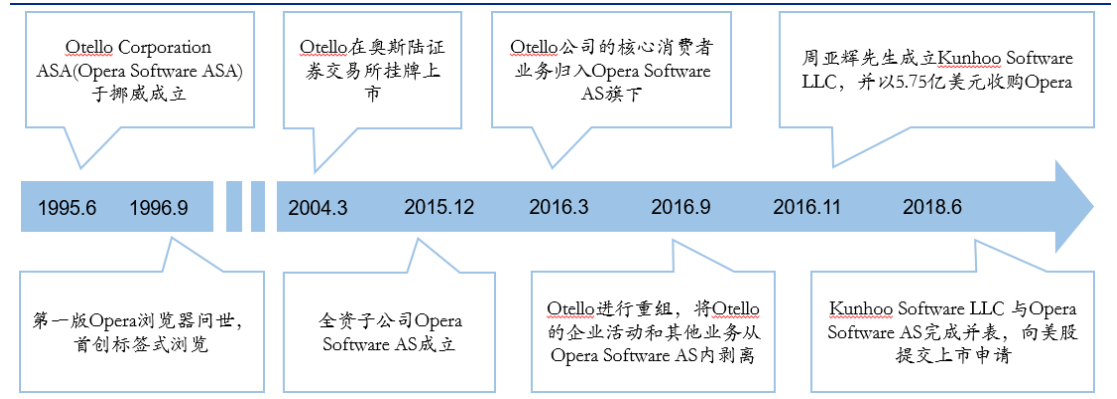 Otello Corporation
ASA(Opera Software ASA)
于挪威成立
Otello在奥斯陆证
券交易所挂牌上
市
Otello公司的核心消费者
业务归入Opera Software
AS旗下
周亚辉先生成立Kunhoo Software
LLC，并以5.75亿美元收购Opera
1995.6
1996.9
2004.3
2015.12
2016.3
2016.9
2016.11
2018.6
第一版Opera浏览器问世，
首创标签式浏览
全资子公司Opera
Software AS成立
Otello进行重组，将Otello
的企业活动和其他业务从
Opera Software AS内剥离
Kunhoo Software LLC 与Opera
Software AS完成并表，向美股
提交上市申请